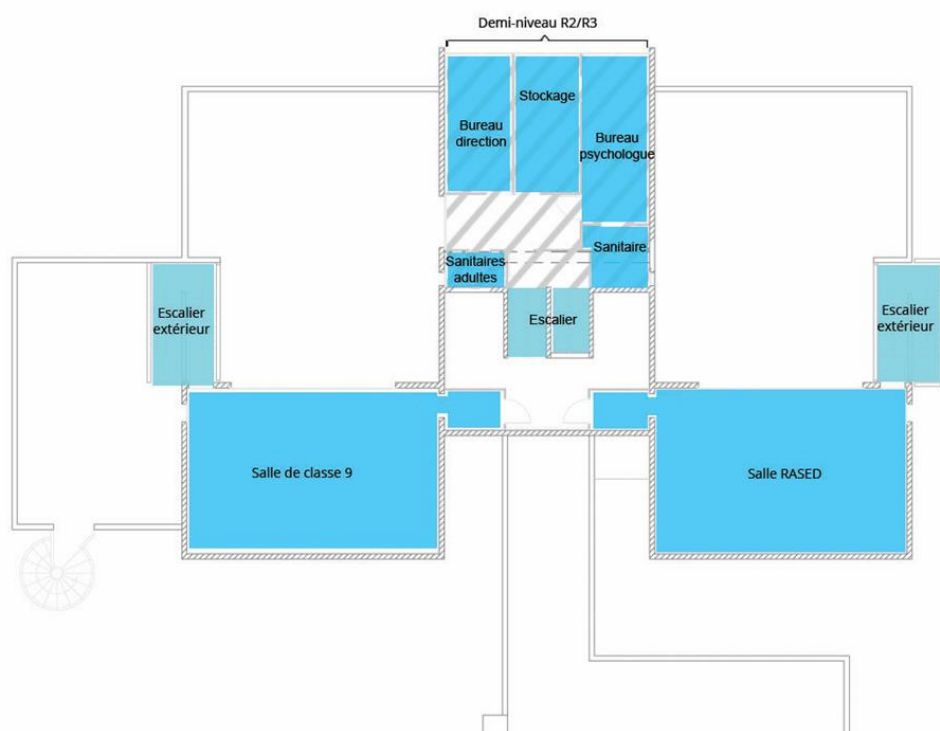 Demi-niveau R2/R3
Stockage
Bureau
direction
Bureau
psychologue
Sanitaire
Sanitaires
adultes
Escalier
extérieur
Escalier
Escalier
extérieur
Salle de classe 9
Salle RASED